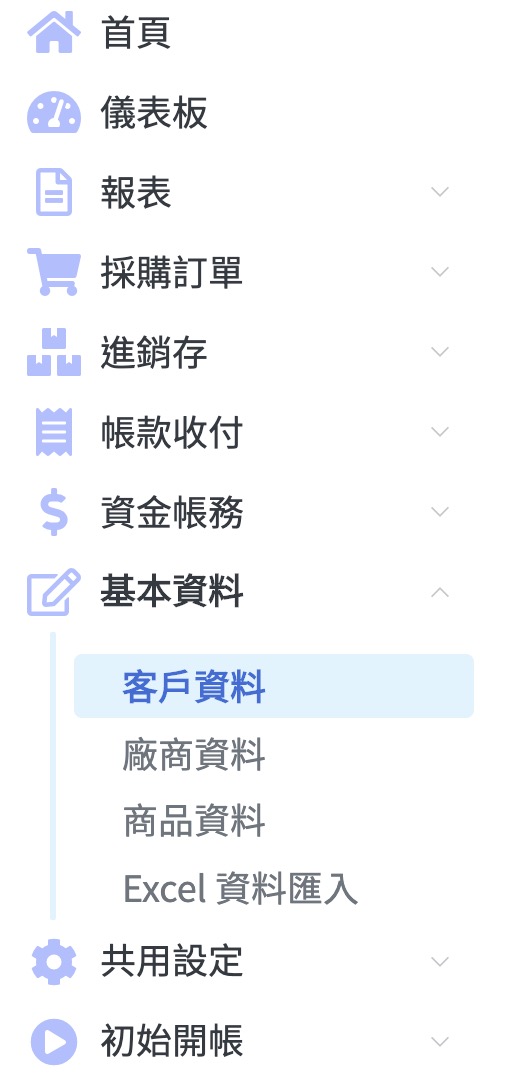 首頁
儀表板
報表
採購訂單
進銷存
帳款收付
資金帳務
基本資料
客戶資料
廠商資料
商品資料
Excel 資料匯入
共用設定
初始開帳